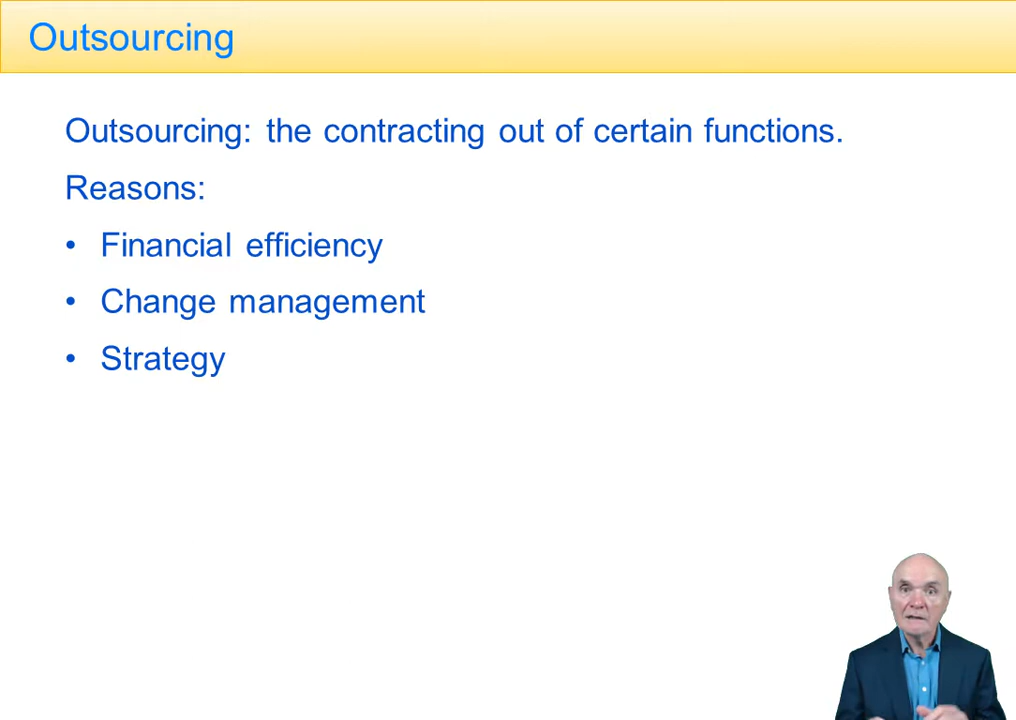 Outsourcing
Outsourcing: the contracting out of certain functions.
Reasons:
• Financial efficiency
• Change management
• Strategy